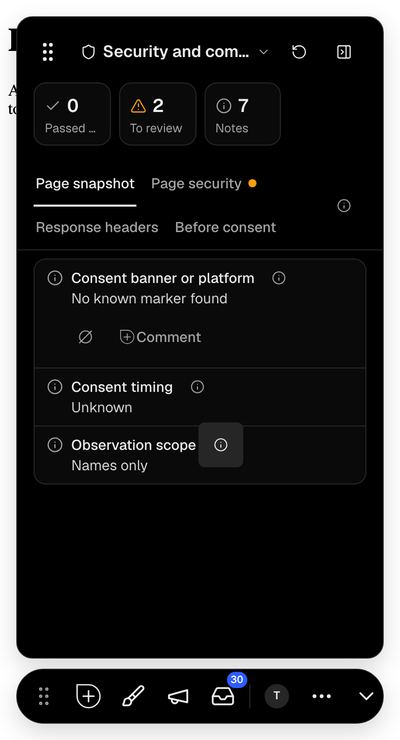 Security and com...
0
Passed ...
2
To review
7
Notes
Page snapshot
Page security
Response headers
Before consent
Consent banner or platform
No known marker found
Comment
Consent timing
Unknown
Observation scope
Names only
30
T